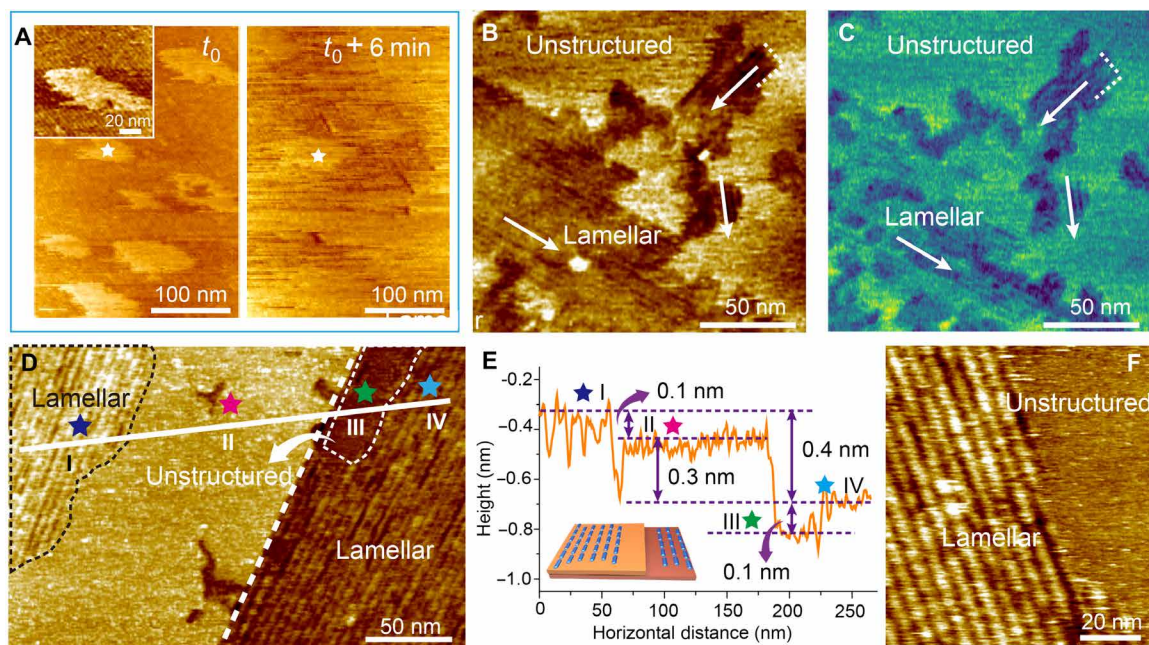 A
t0
t0 + 6 min
20 nm
100 nm
100 nm
B
Unstructured
Lamellar
50 nm
r
C
Unstructured
Lamellar
50 nm
D
Lamellar
I
II
III
IV
Unstructured
Lamellar
50 nm
E
−0.2
−0.4
−0.6
−0.8
−1.0
Height (nm)
I
0.1 nm
II
0.3 nm
0.4 nm
IV
III
0.1 nm
0 50 100 150 200 250
Horizontal distance (nm)
F
Unstructured
Lamellar
20 nm